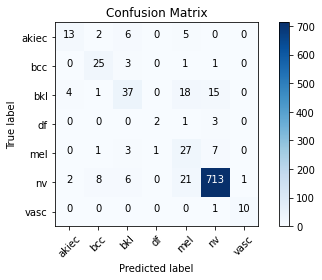 Confusion Matrix
akiec 13 2 6 0 5 0 0
bcc 0 25 3 0 1 1 0
bkl 4 1 37 0 18 15 0
df 0 0 0 2 1 3 0
mel 0 1 3 1 27 7 0
nv 2 8 6 0 21 713 1
vasc 0 0 0 0 0 1 10
akiec bcc bkl df mel nv vasc
True label
Predicted label
700
600
500
400
300
200
100
0